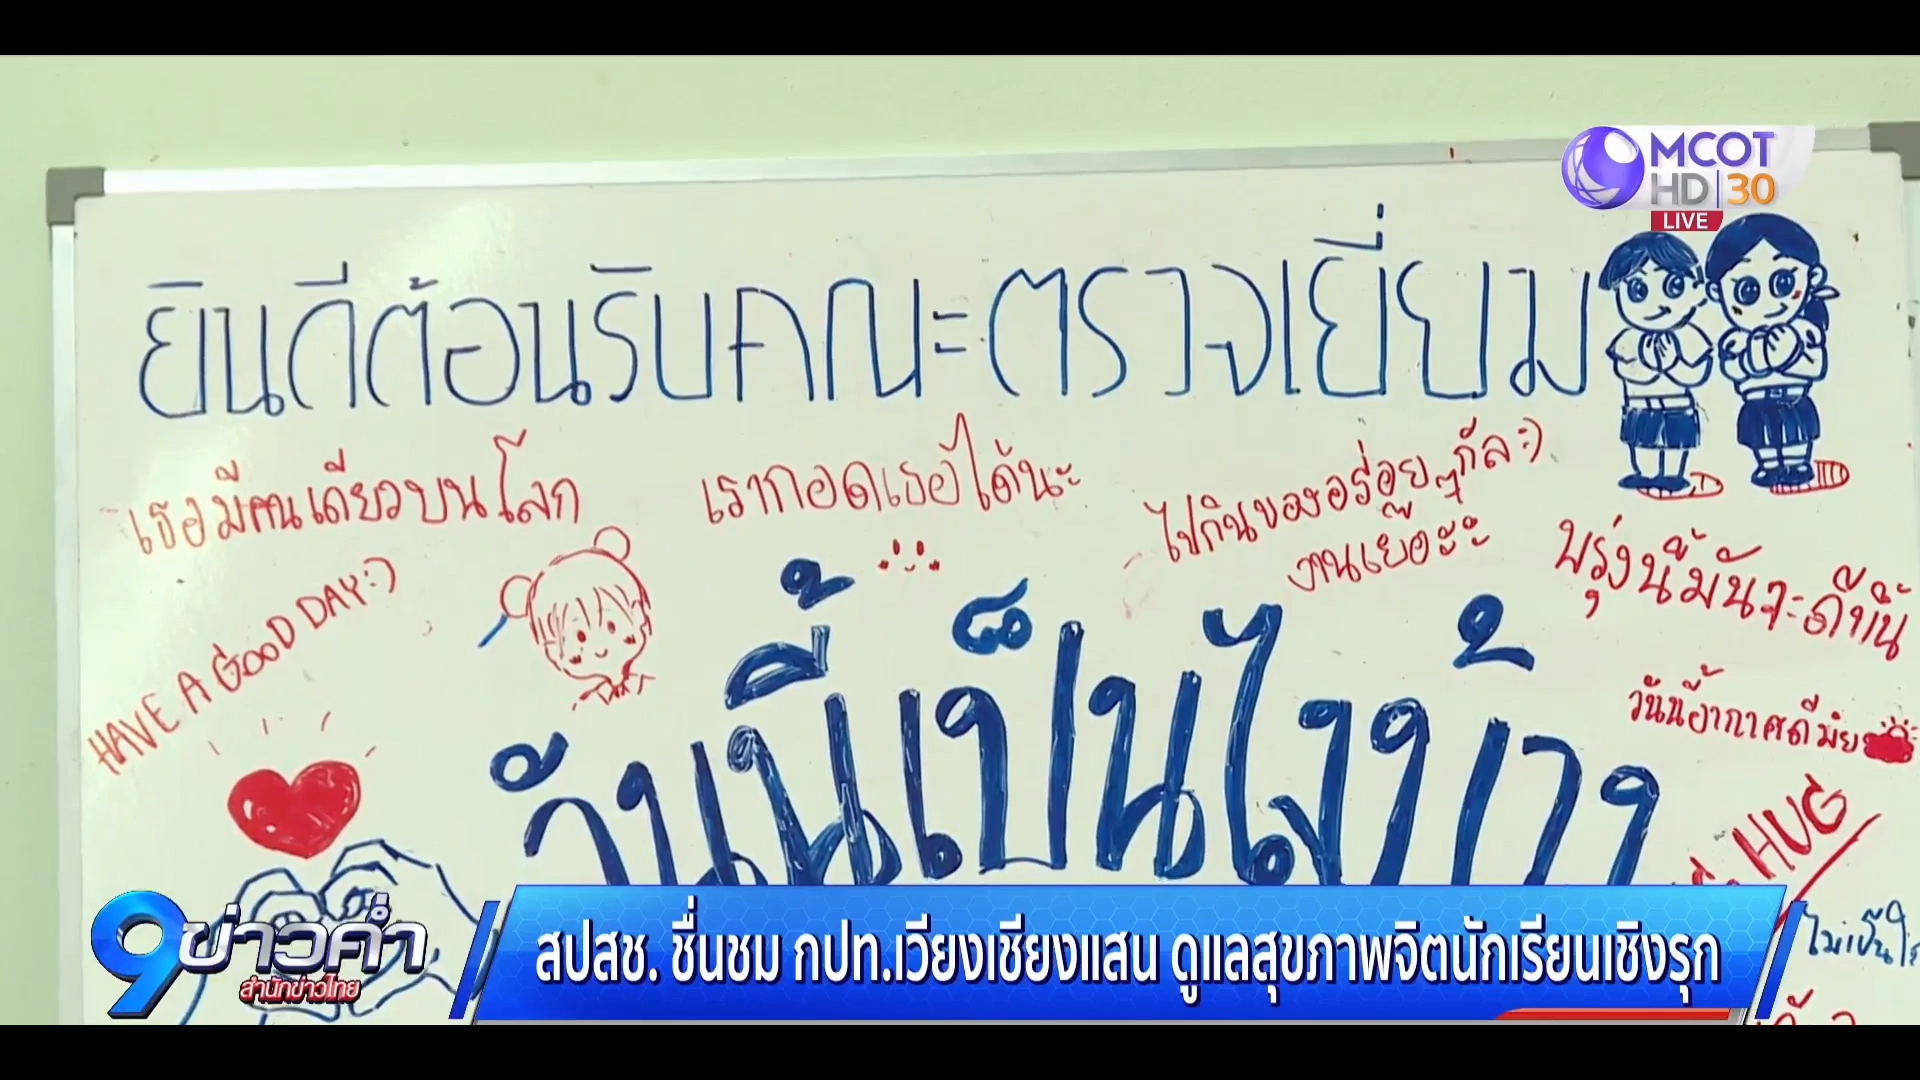 MCOT
HD 30
LIVE
ยินดีต้อนรับคณะตรวจเยี่ยม
เธอมีคนเดียวบนโลก
เรากอดเธอได้นะ
ไปกินของอร่อยๆกัล:)
งานเยอะะ
พรุ่งนี้มันจะดีขึ้น
HAVE A GOOD DAY:)
วันนี้อากาศดีมั้ย
วันนี้เป็นไงบ้าง
HUG
9ข่าวค่ำ
สำนักข่าวไทย
สปสช. ชื่นชม กปท.เวียงเชียงแสน ดูแลสุขภาพจิตนักเรียนเชิงรุก